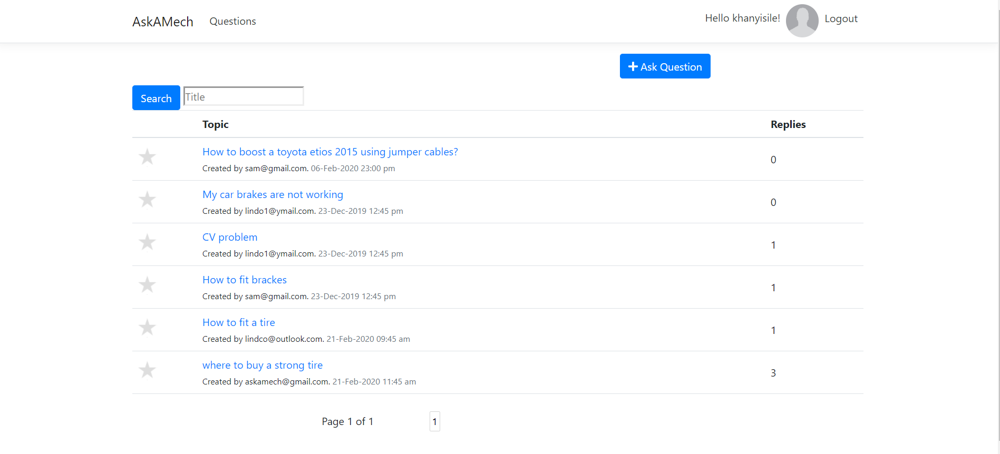 AskAMech Questions Hello khanyisile! Logout
Ask Question
Search Title
Topic Replies
How to boost a toyota etios 2015 using jumper cables?
Created by sam@gmail.com. 06-Feb-2020 23:00 pm
0
My car brakes are not working
Created by lindo1@ymail.com. 23-Dec-2019 12:45 pm
0
CV problem
Created by lindo1@ymail.com. 23-Dec-2019 12:45 pm
1
How to fit brackes
Created by sam@gmail.com. 23-Dec-2019 12:45 pm
1
How to fit a tire
Created by lindco@outlook.com. 21-Feb-2020 09:45 am
1
where to buy a strong tire
Created by askamech@gmail.com. 21-Feb-2020 11:45 am
3
Page 1 of 1 1